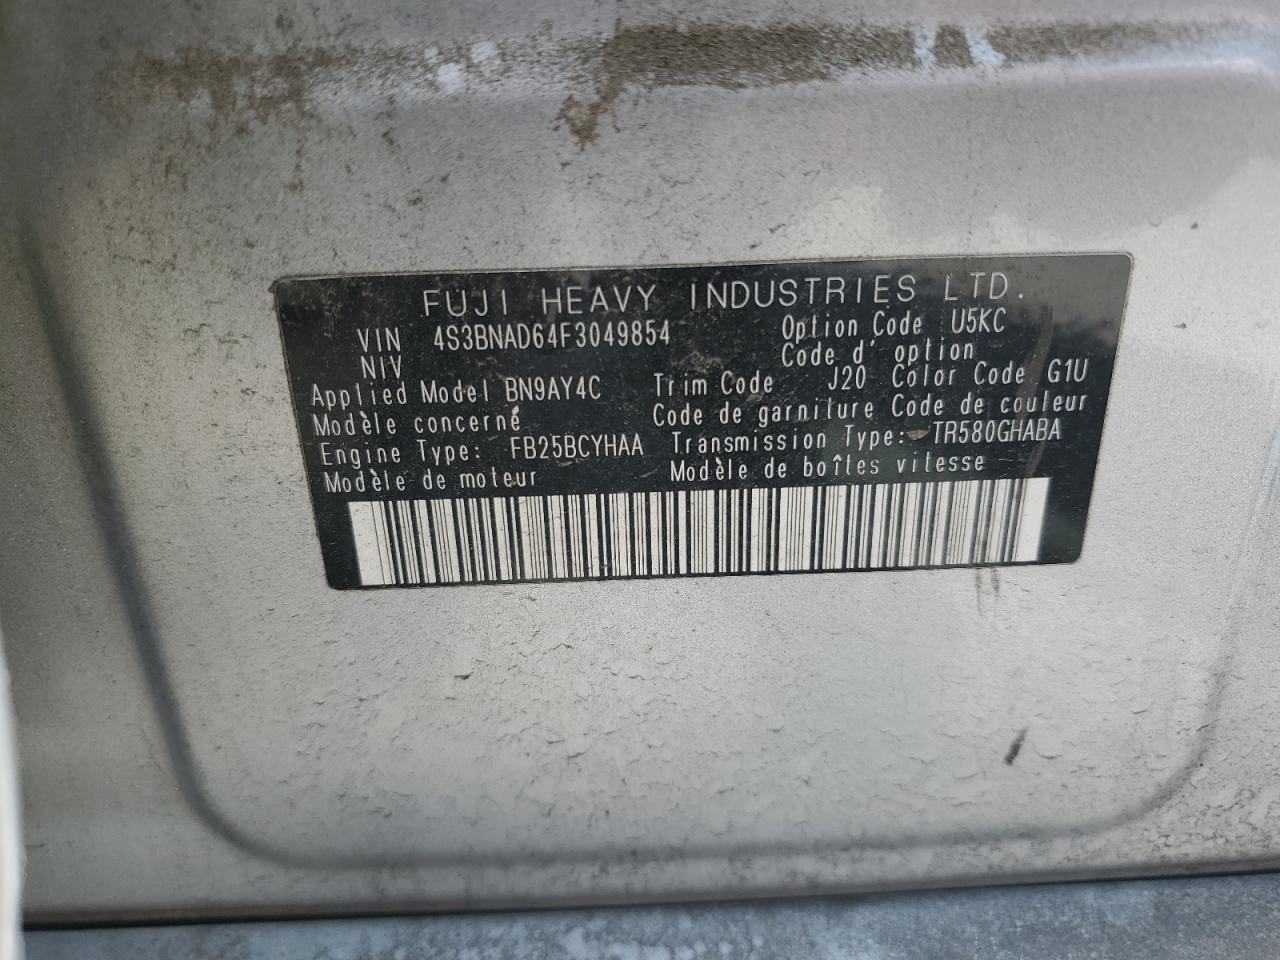 FUJI HEAVY INDUSTRIES LTD.
VIN 4S3BNAD64F3049854 Option Code U5KC
NIV Code d' option
Applied Model BN9AY4C Trim Code J20 Color Code G1U
Modèle concerné Code de garniture Code de couleur
Engine Type: FB25BCYHAA Transmission Type: TR580GHABA
Modèle de moteur Modèle de boîtes vitesse